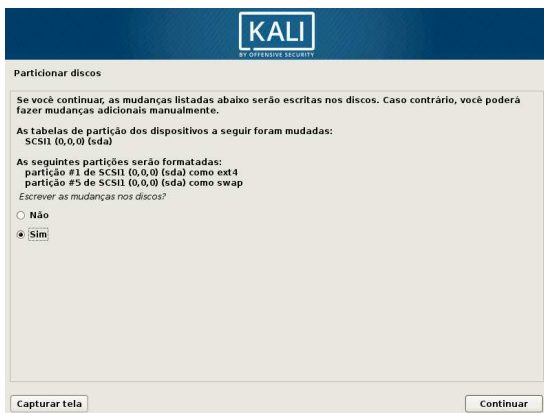 KALI
BY OFFENSIVE SECURITY
Particionar discos
Se você continuar, as mudanças listadas abaixo serão escritas nos discos. Caso contrário, você poderá
fazer mudanças adicionais manualmente.
As tabelas de partição dos dispositivos a seguir foram mudadas:
SCSI1 (0,0,0) (sda)
As seguintes partições serão formatadas:
partição #1 de SCSI1 (0,0,0) (sda) como ext4
partição #5 de SCSI1 (0,0,0) (sda) como swap
Escrever as mudanças nos discos?
Não
Sim
Capturar tela
Continuar